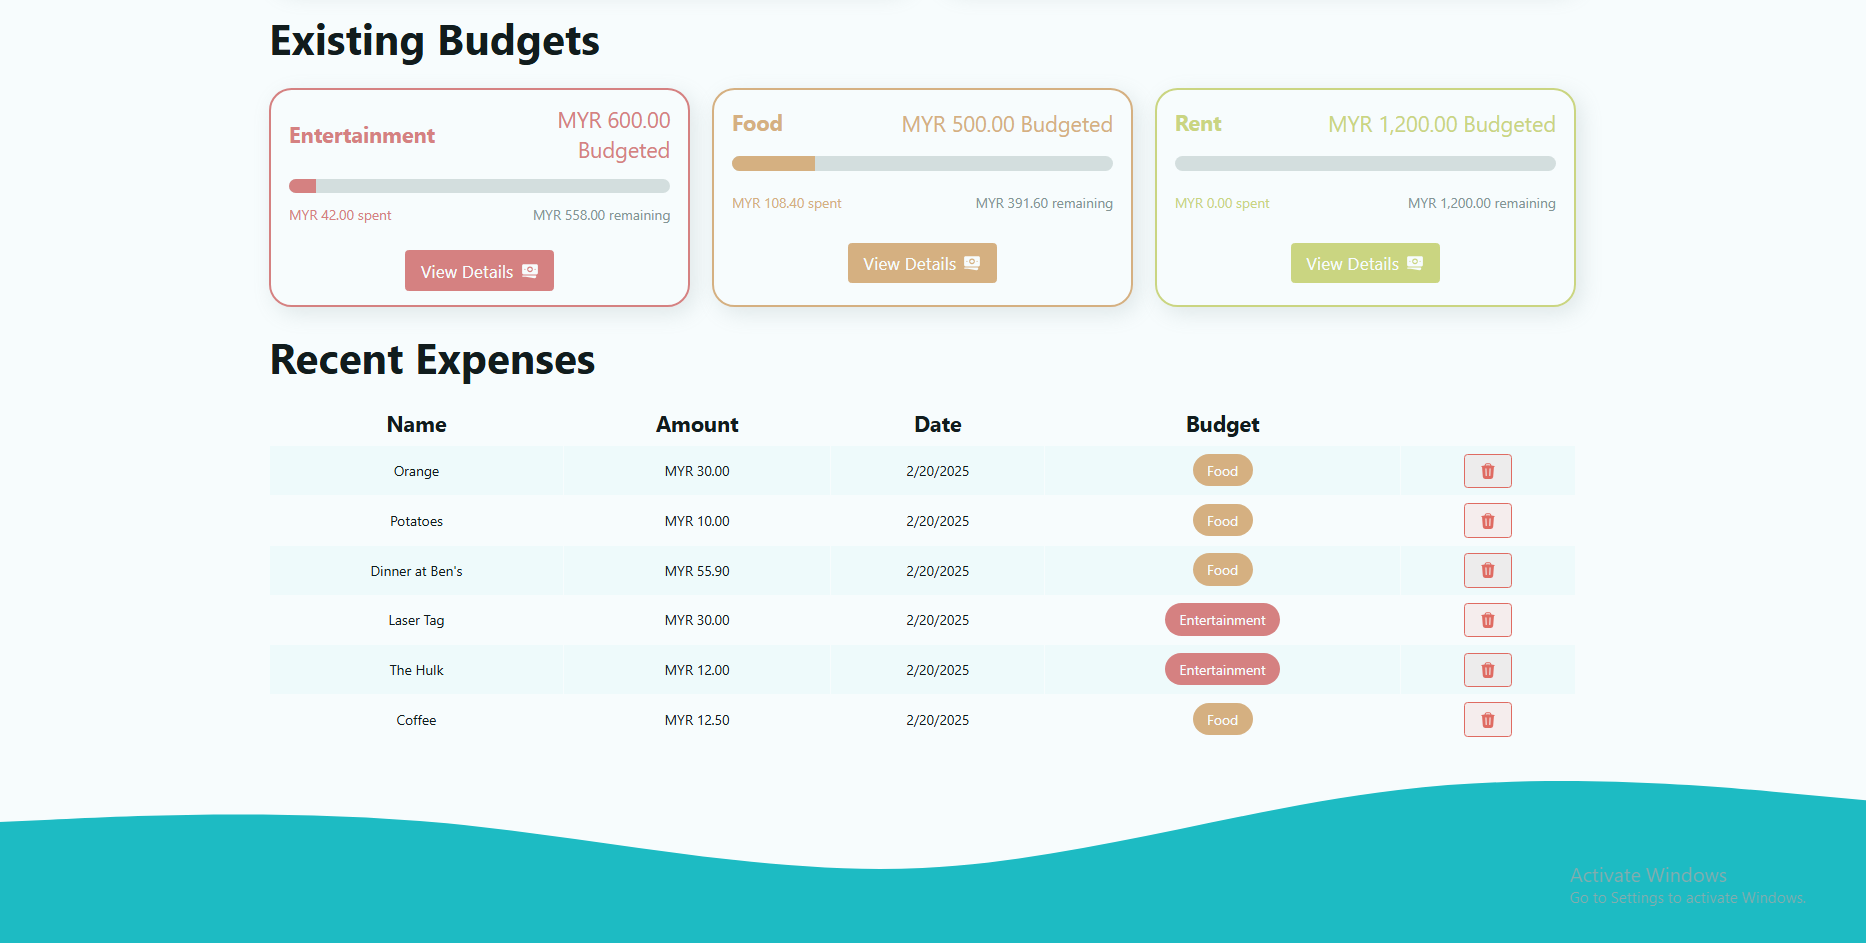 Existing Budgets
Entertainment
MYR 600.00
Budgeted
MYR 42.00 spent
MYR 558.00 remaining
View Details
Food
MYR 500.00 Budgeted
MYR 108.40 spent
MYR 391.60 remaining
View Details
Rent
MYR 1,200.00 Budgeted
MYR 0.00 spent
MYR 1,200.00 remaining
View Details
Recent Expenses
Name Amount Date Budget
Orange MYR 30.00 2/20/2025 Food
Potatoes MYR 10.00 2/20/2025 Food
Dinner at Ben's MYR 55.90 2/20/2025 Food
Laser Tag MYR 30.00 2/20/2025 Entertainment
The Hulk MYR 12.00 2/20/2025 Entertainment
Coffee MYR 12.50 2/20/2025 Food
Activate Windows
Go to Settings to activate Windows.